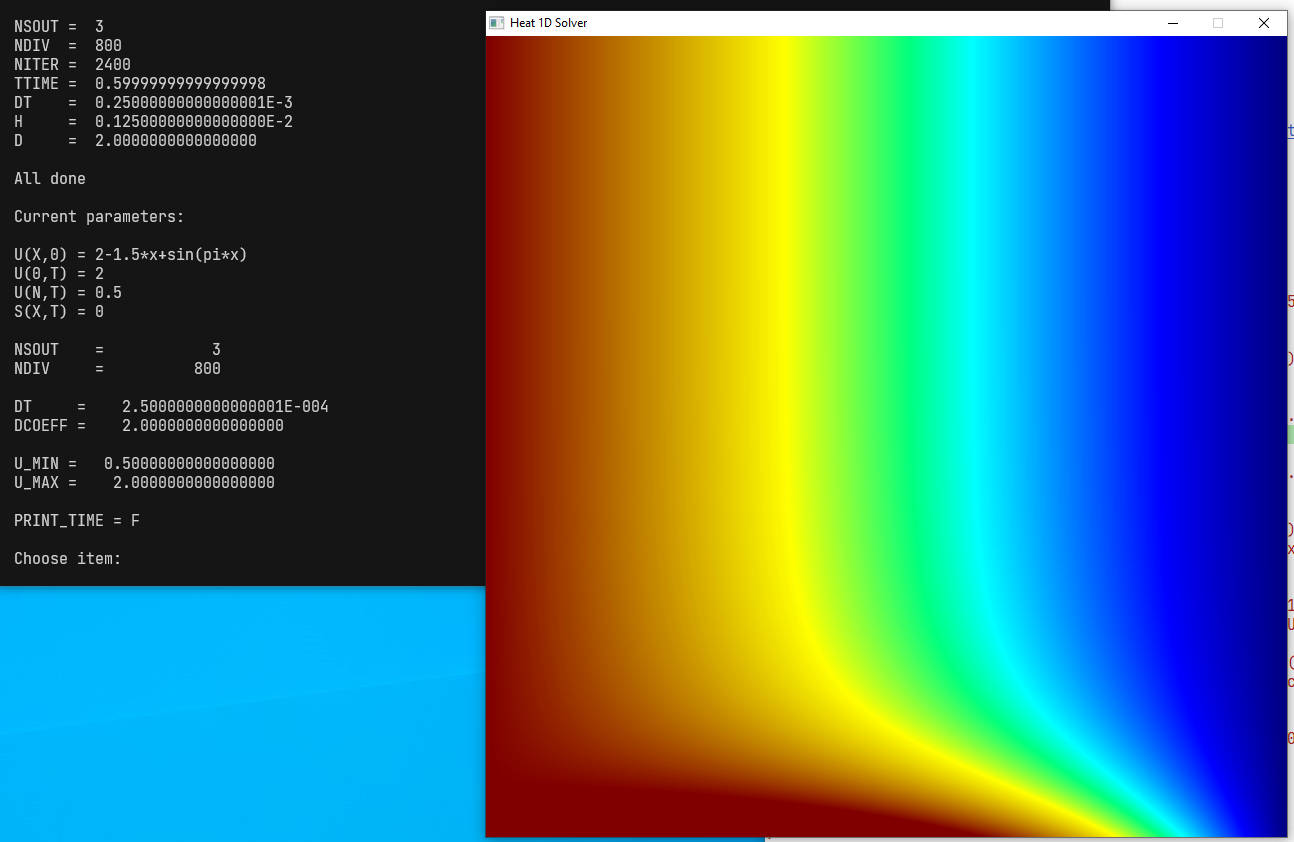 NSOUT =  3
NDIV  =  800
NITER =  2400
TTIME =  0.59999999999999998
DT    =  0.25000000000000001E-3
H     =  0.12500000000000000E-2
D     =  2.0000000000000000
All done
Current parameters:
U(X,0) = 2-1.5*x+sin(pi*x)
U(0,T) = 2
U(N,T) = 0.5
S(X,T) = 0
NSOUT    =            3
NDIV     =          800
DT     =    2.5000000000000001E-004
DCOEFF =    2.0000000000000000
U_MIN =   0.50000000000000000
U_MAX =    2.0000000000000000
PRINT_TIME = F
Choose item:
Heat 1D Solver